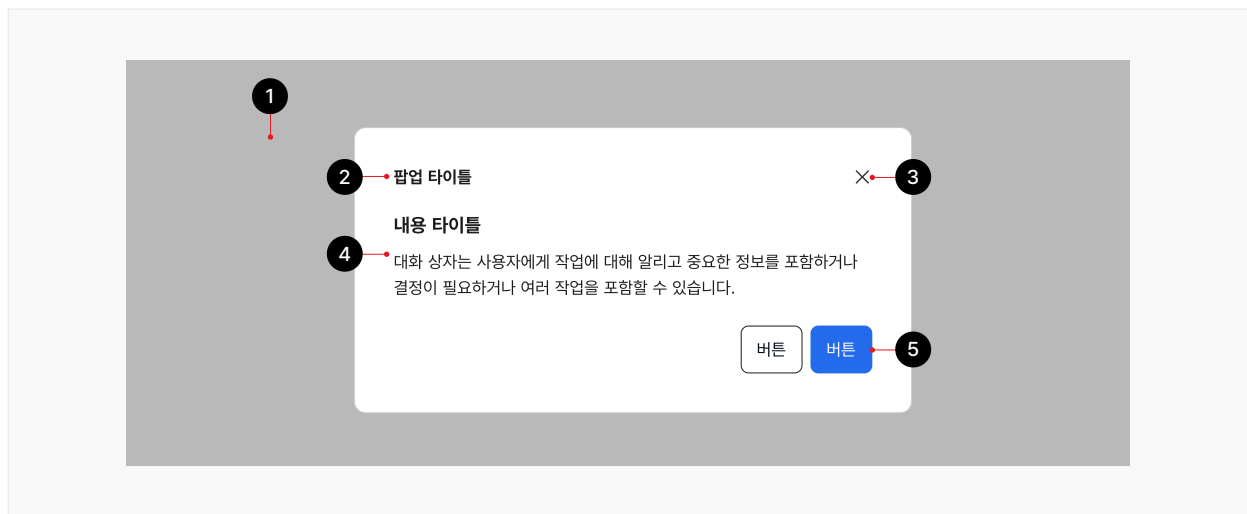 1
2 팝업 타이틀 3
내용 타이틀
4 대화 상자는 사용자에게 작업에 대해 알리고 중요한 정보를 포함하거나
결정이 필요하거나 여러 작업을 포함할 수 있습니다.
버튼 버튼 5